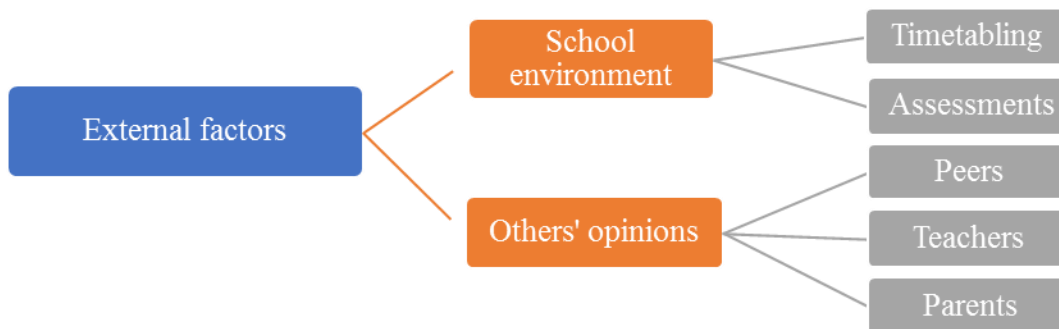 External factors
School
environment
Timetabling
Assessments
Others' opinions
Peers
Teachers
Parents